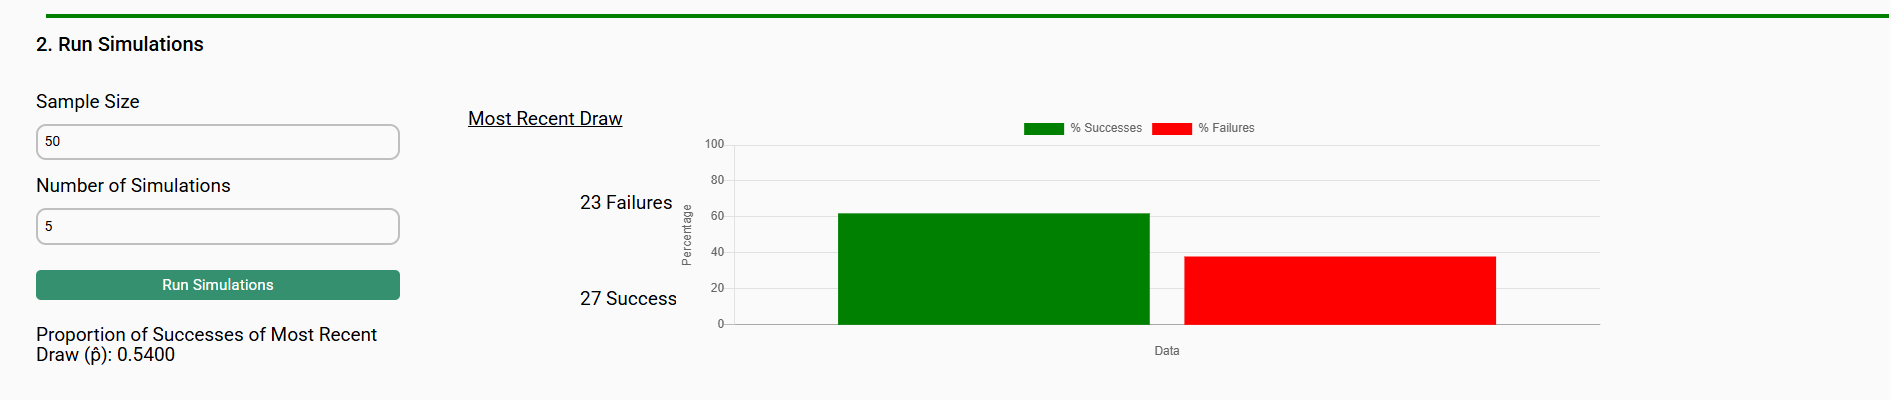 2. Run Simulations
Sample Size
50
Number of Simulations
5
Run Simulations
Proportion of Successes of Most Recent
Draw (p̂): 0.5400
Most Recent Draw
23 Failures
27 Success
% Successes % Failures
Percentage
100
80
60
40
20
0
Data